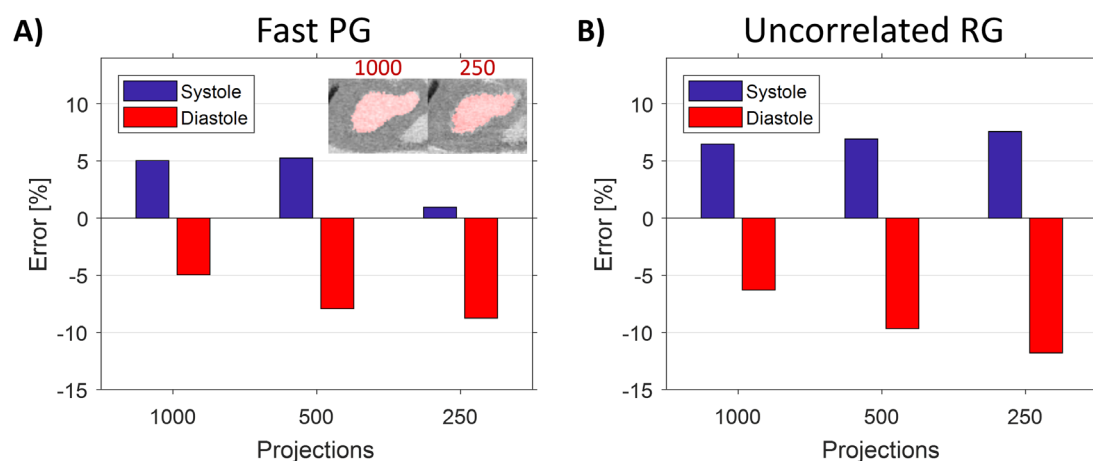 A)
Fast PG
Systole
Diastole
1000 250
10
5
0
-5
-10
-15
Error [%]
1000 500 250
Projections
B)
Uncorrelated RG
Systole
Diastole
10
5
0
-5
-10
-15
Error [%]
1000 500 250
Projections